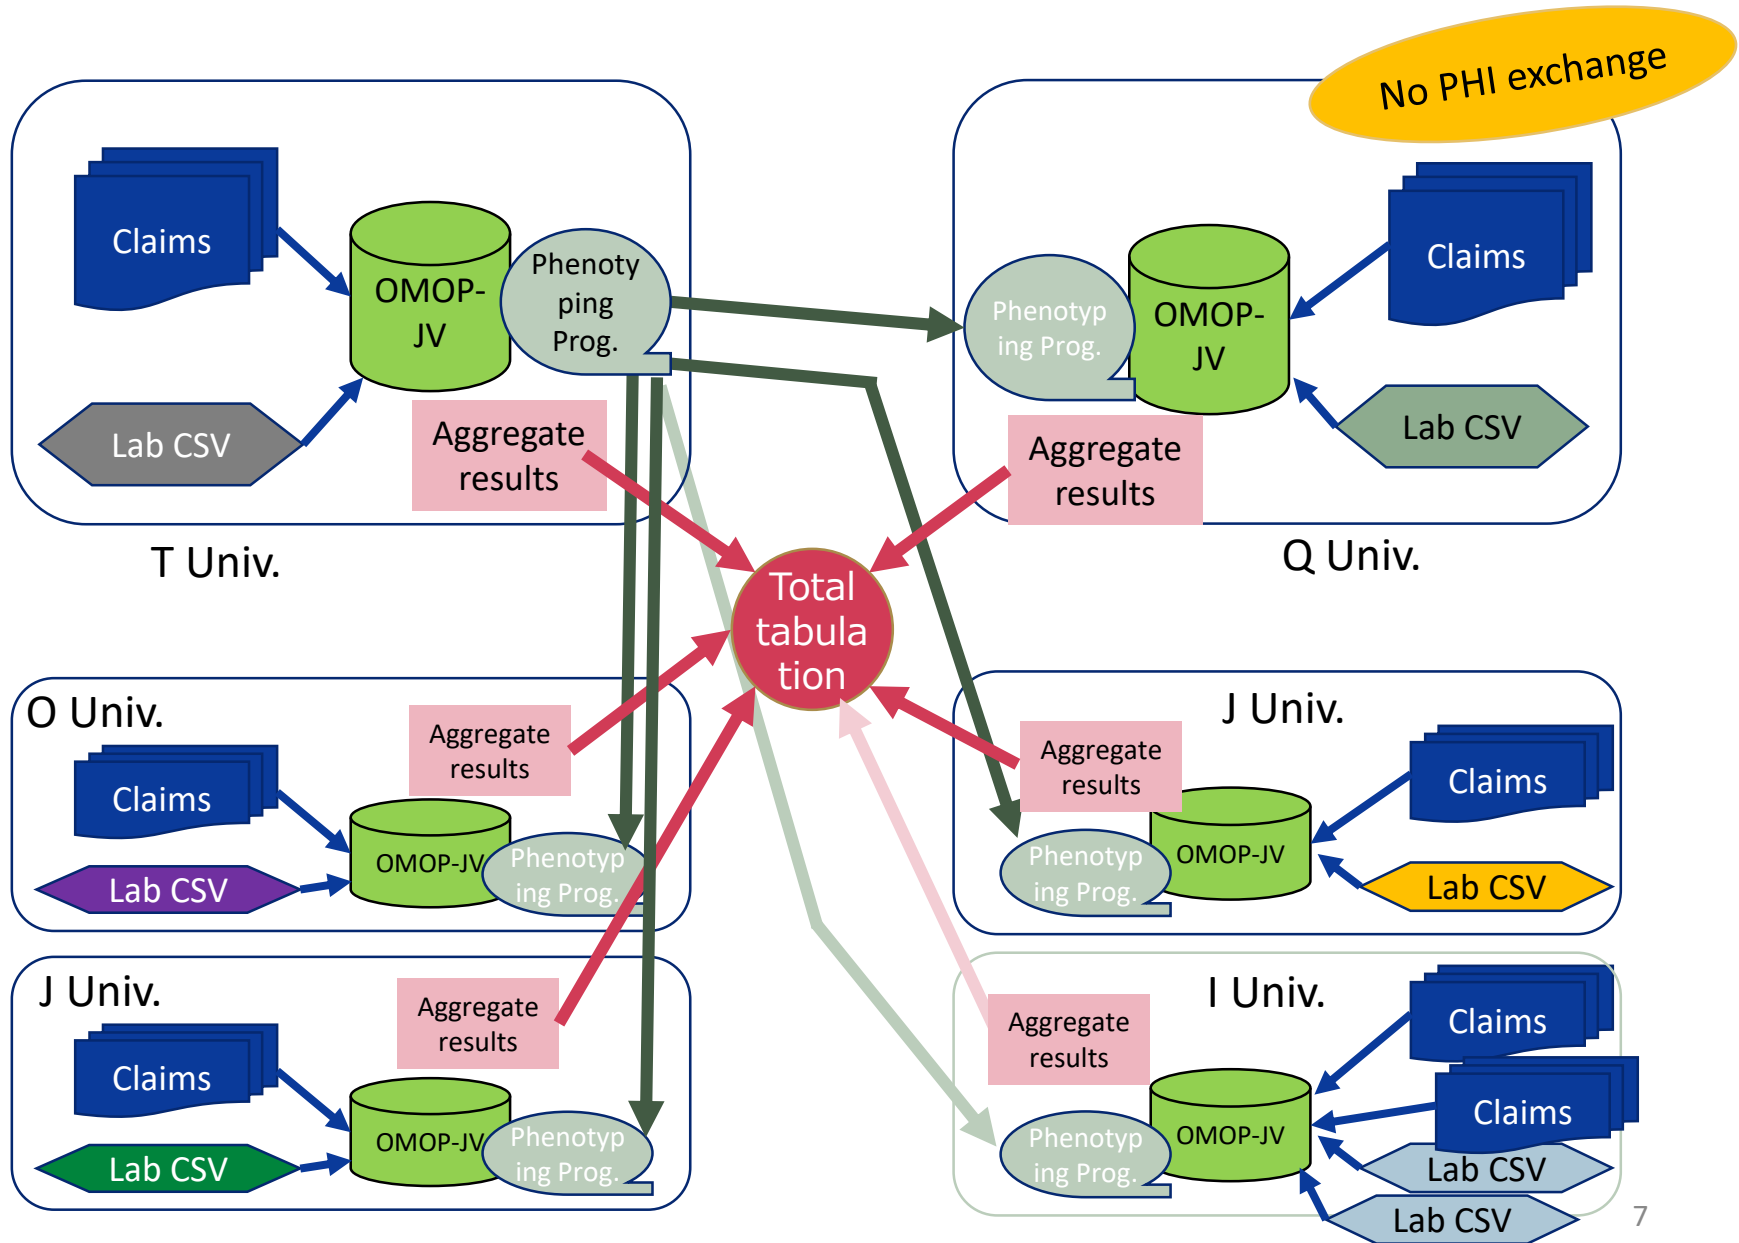 No PHI exchange
Claims
OMOP-
JV
Phenoty
ping
Prog.
Lab CSV
Aggregate
results
T Univ.
Phenotyp
ing Prog.
OMOP-
JV
Claims
Lab CSV
Aggregate
results
Q Univ.
Total
tabula
tion
O Univ.
Claims
Lab CSV
Aggregate
results
OMOP-JV
Phenotyp
ing Prog.
J Univ.
Aggregate
results
Claims
Phenotyp
ing Prog.
OMOP-JV
Lab CSV
J Univ.
Claims
Lab CSV
Aggregate
results
OMOP-JV
Phenotyp
ing Prog.
I Univ.
Aggregate
results
Claims
Claims
Phenotyp
ing Prog.
OMOP-JV
Lab CSV
Lab CSV
7